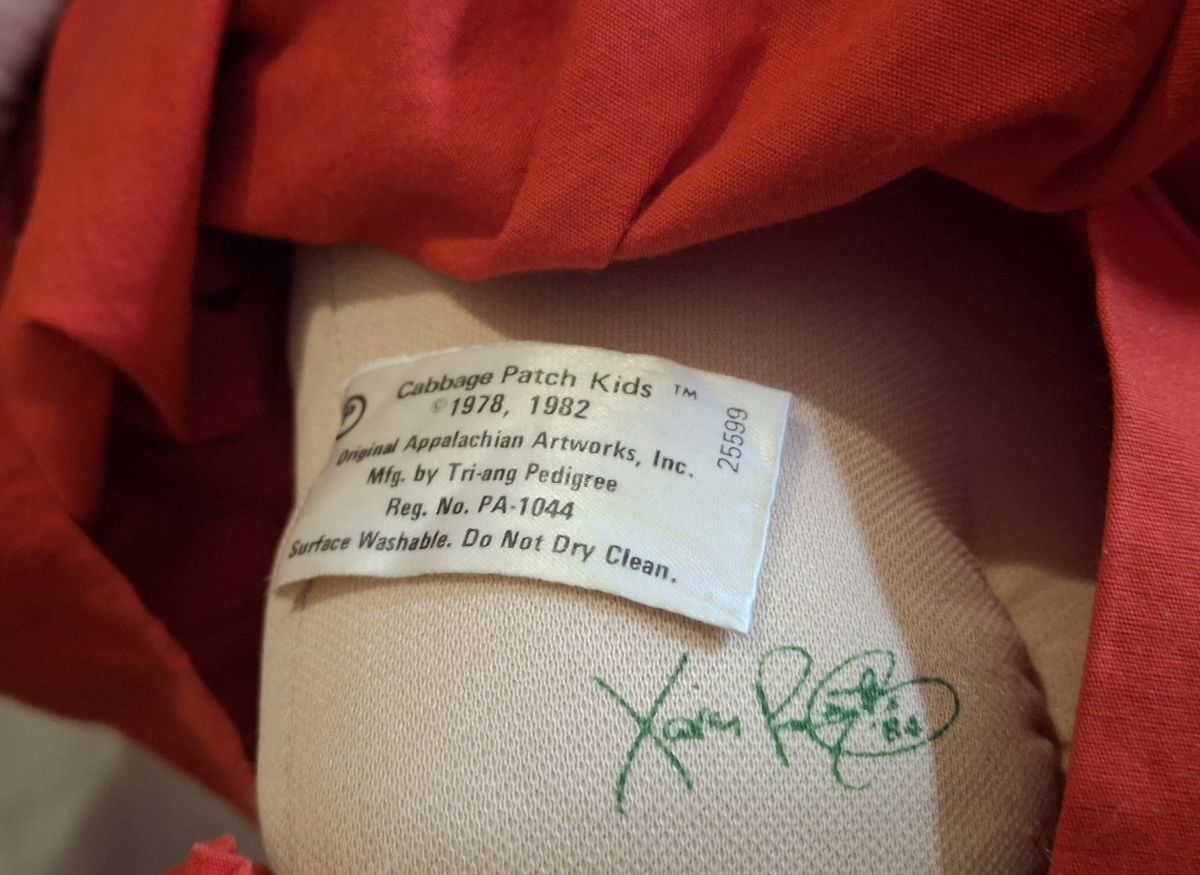 Cabbage Patch Kids ™
© 1978, 1982
Original Appalachian Artworks, Inc.
Mfg. by Tri-ang Pedigree
Reg. No. PA-1044
Surface Washable. Do Not Dry Clean.
25599